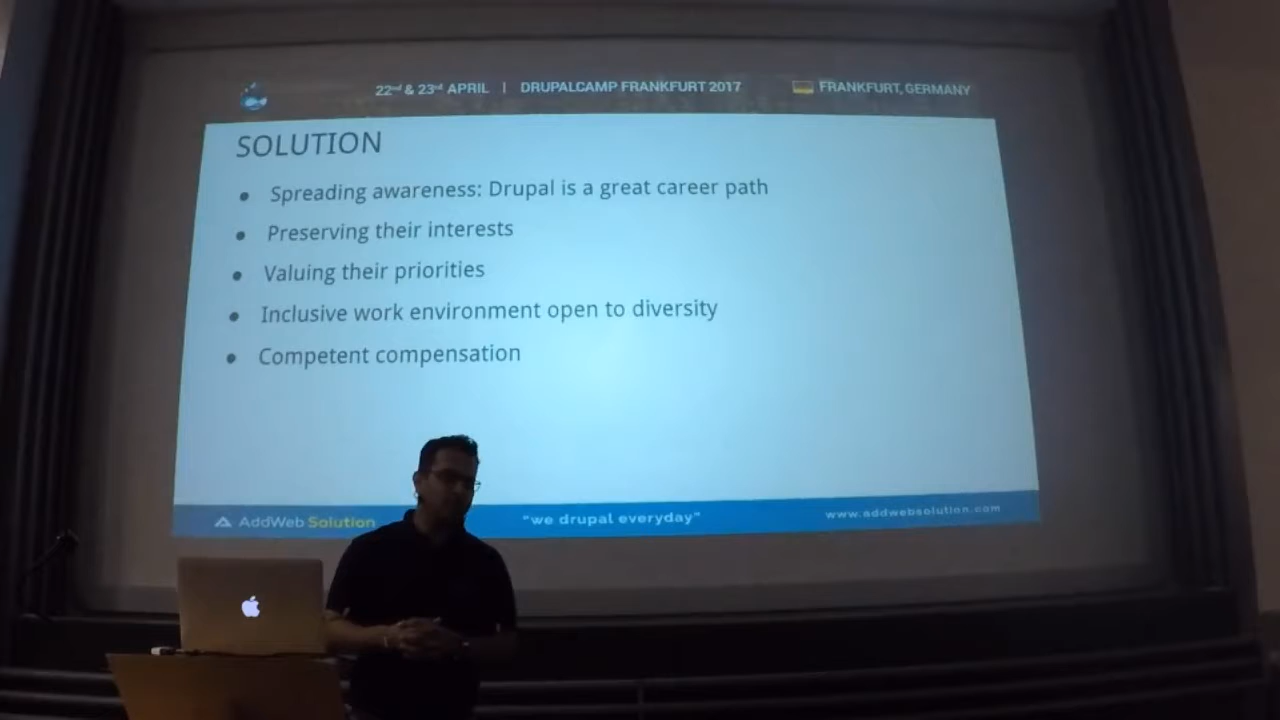 22nd & 23rd APRIL | DRUPALCAMP FRANKFURT 2017 FRANKFURT, GERMANY
SOLUTION
• Spreading awareness: Drupal is a great career path
• Preserving their interests
• Valuing their priorities
• Inclusive work environment open to diversity
• Competent compensation
AddWeb Solution "we drupal everyday" www.addwebsolution.com